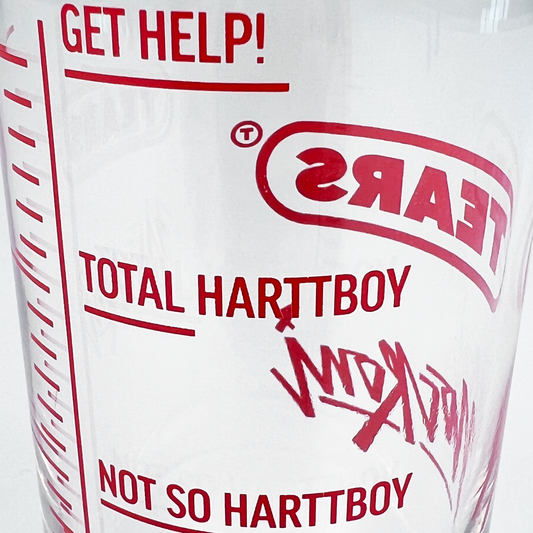 GET HELP!
TEARS
T
TOTAL HARTTBOY
NOT SO HARTTBOY